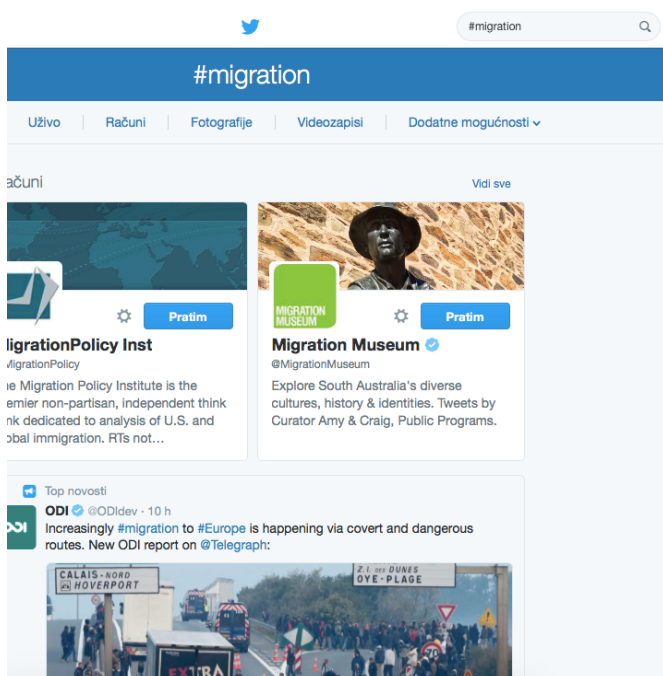 #migration
#migration
Uživo
Računi
Fotografije
Videozapisi
Dodatne mogućnosti
ačuni
Vidi sve
Pratim
MigrationPolicy Inst
MigrationPolicy
e Migration Policy Institute is the
emier non-partisan, independent think
nk dedicated to analysis of U.S. and
obal immigration. RTs not...
MIGRATION
MUSEUM
Pratim
Migration Museum
@MigrationMuseum
Explore South Australia's diverse
cultures, history & identities. Tweets by
Curator Amy & Craig, Public Programs.
Top novosti
ODI @ODIdev · 10 h
Increasingly #migration to #Europe is happening via covert and dangerous
routes. New ODI report on @Telegraph:
CALAIS-NORD
HOVERPORT
Z.I. DES DUNES
OYE-PLAGE
70
EXTRA